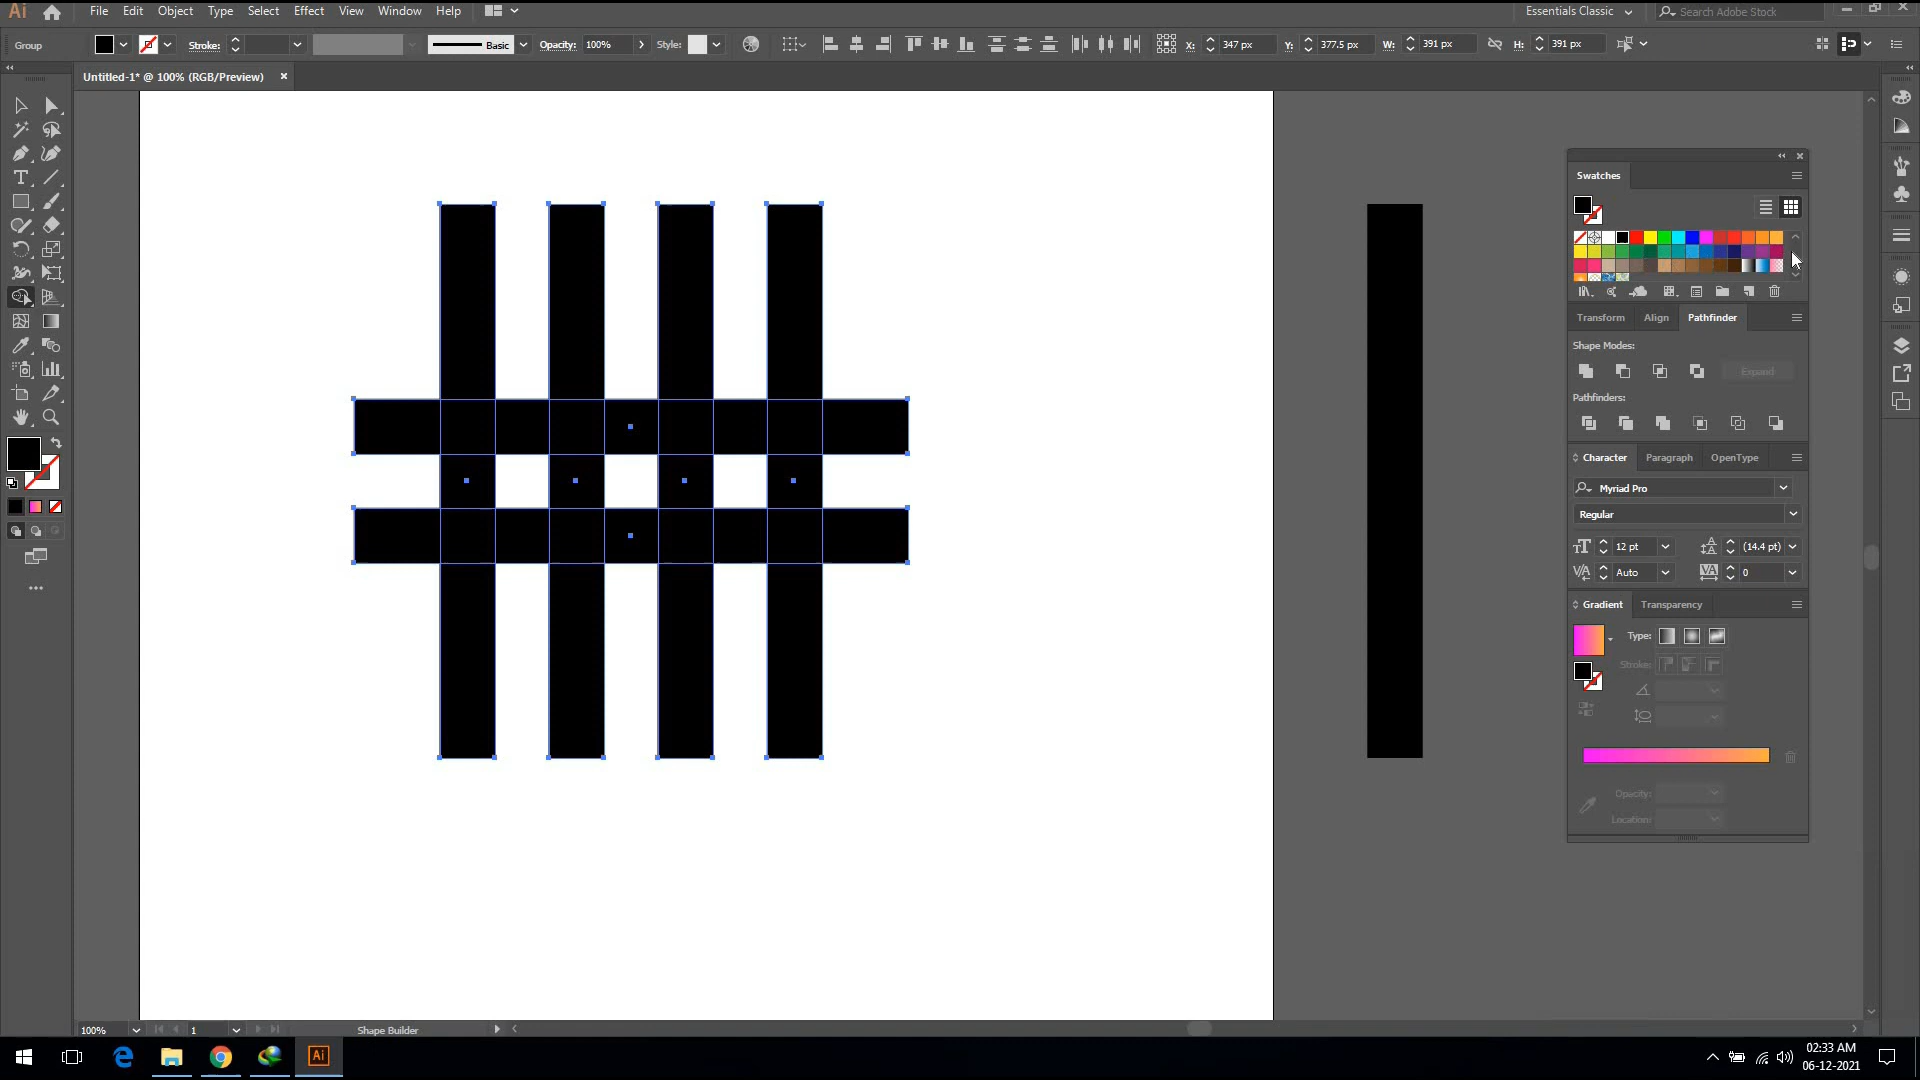 Ai File Edit Object Type Select Effect View Window Help Essentials Classic Search Adobe Stock
Group Stroke: Basic Opacity: 100% Style: X: 347 px Y: 377.5 px W: 391 px H: 391 px
Untitled-1* @ 100% (RGB/Preview)
Swatches
Transform Align Pathfinder
Shape Modes:
Expand
Pathfinders:
Character Paragraph OpenType
Myriad Pro
Regular
12 pt (14.4 pt)
Auto 0
Gradient Transparency
Type:
Stroke:
Opacity:
Location:
100% 1 Shape Builder
Ai 02:33 AM
06-12-2021